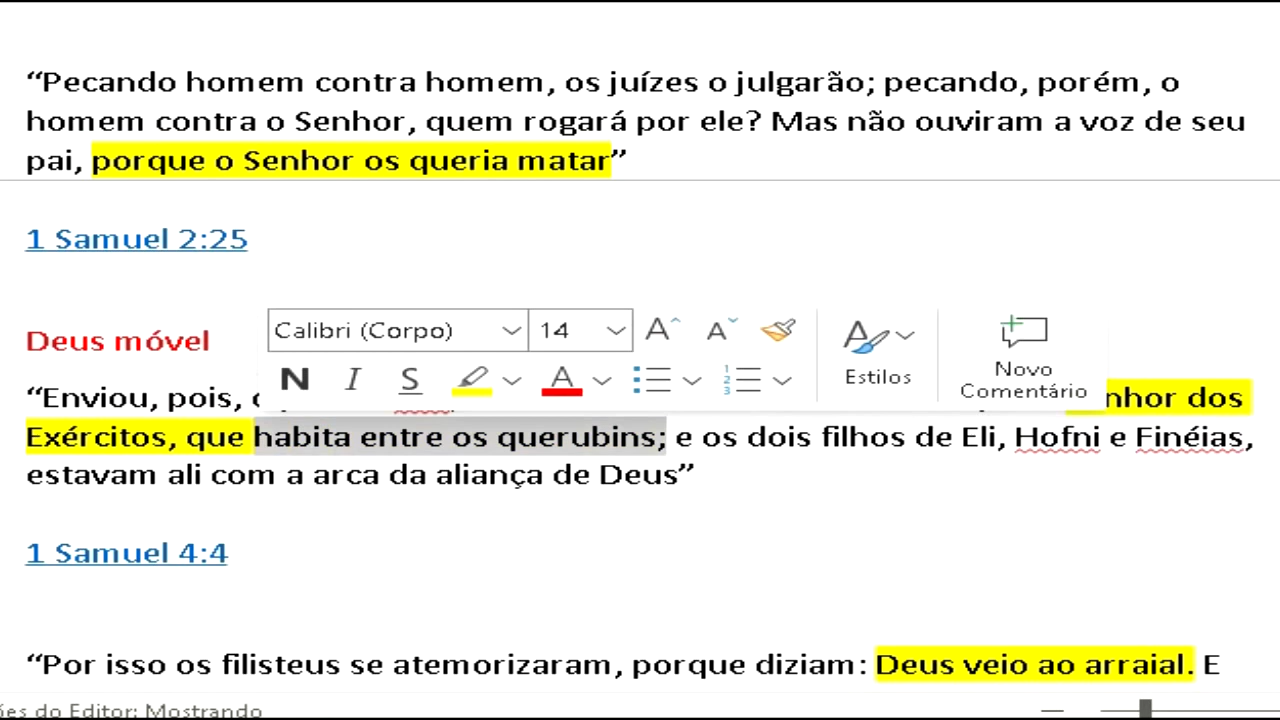 “Pecando homem contra homem, os juízes o julgarão; pecando, porém, o
homem contra o Senhor, quem rogará por ele? Mas não ouviram a voz de seu
pai, porque o Senhor os queria matar”
1 Samuel 2:25
Deus móvel
Calibri (Corpo) 14
N I S
Estilos
Novo
Comentário
“Enviou, pois, nhor dos
Exércitos, que habita entre os querubins; e os dois filhos de Eli, Hofni e Finéias,
estavam ali com a arca da aliança de Deus”
1 Samuel 4:4
“Por isso os filisteus se atemorizaram, porque diziam: Deus veio ao arraial. E
ões do Editor: Mostrando